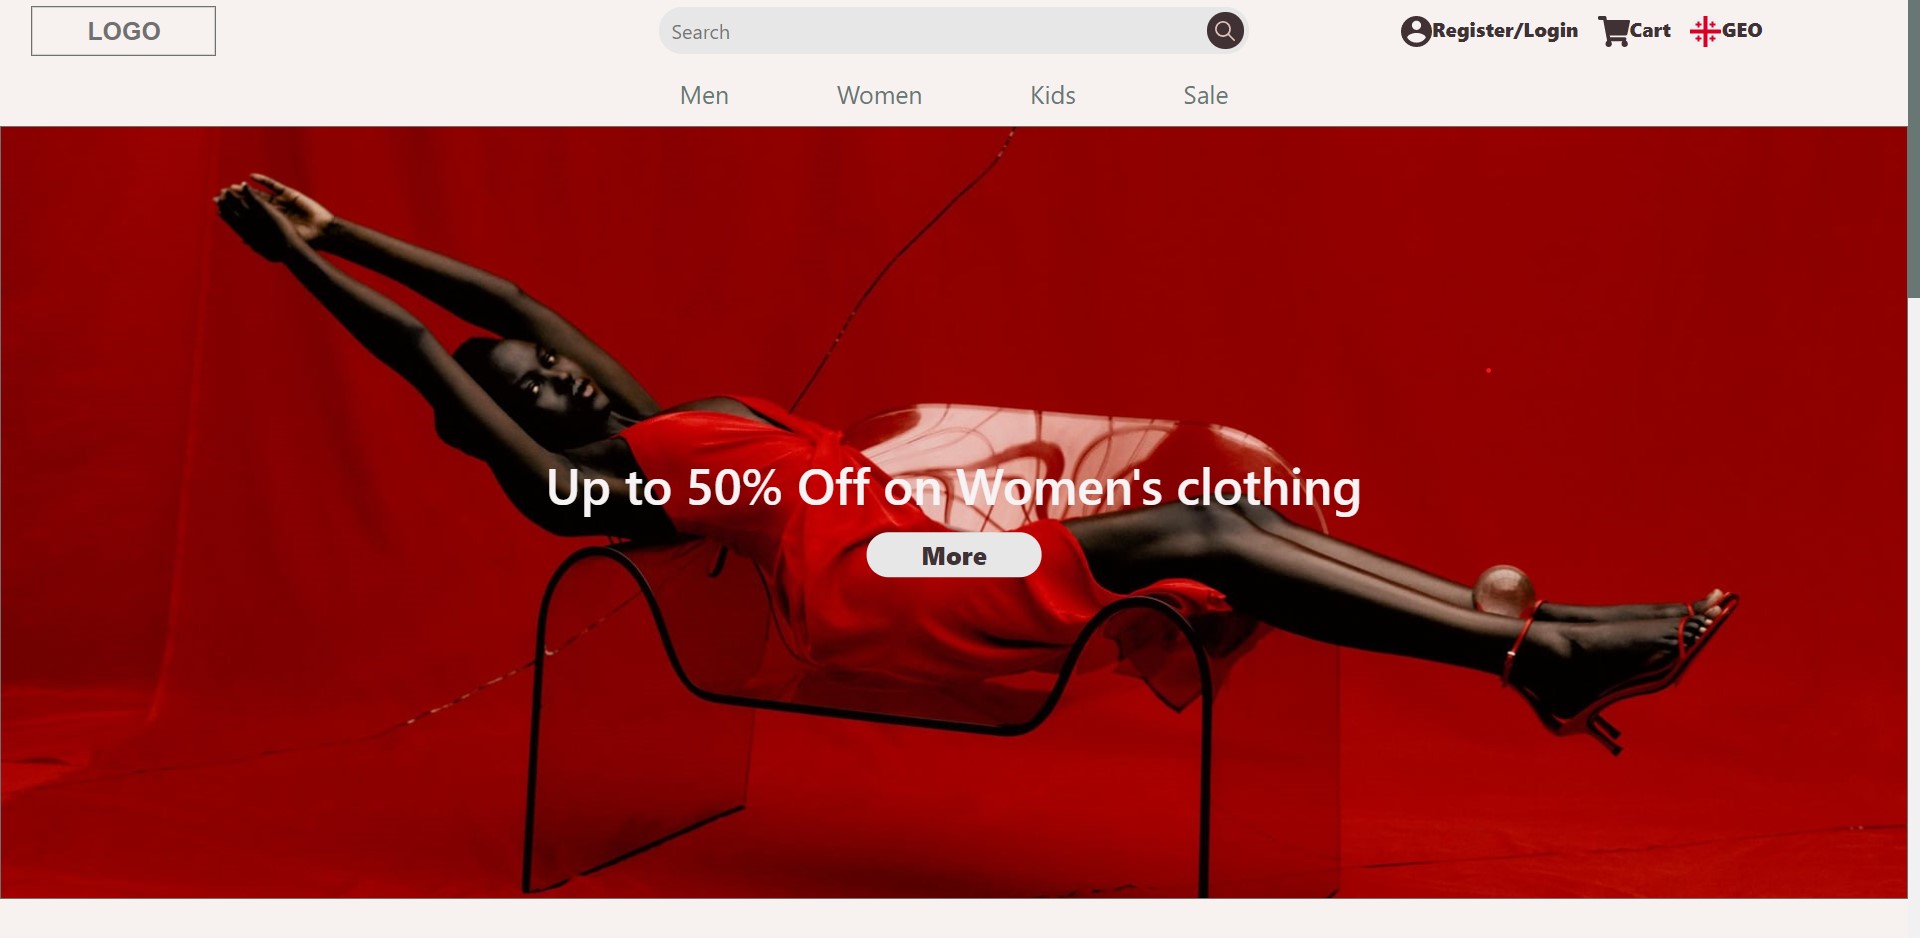 LOGO
Search
Register/Login
Cart
GEO
Men
Women
Kids
Sale
Up to 50% Off on Women's clothing
More